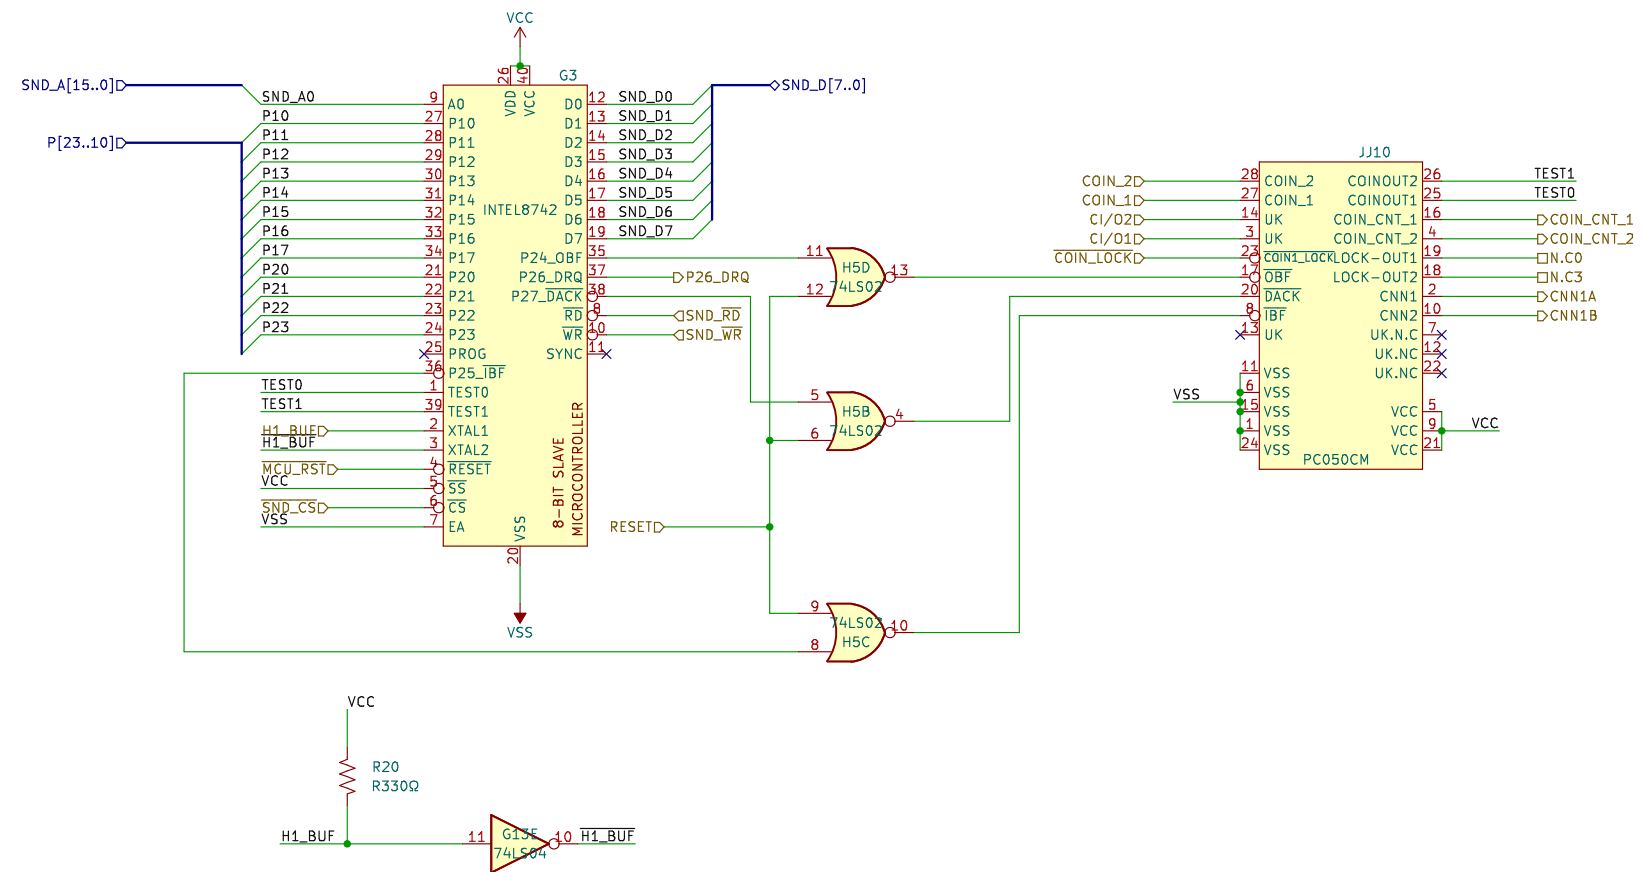 VCC
26
40
G3
SND_A[15..0]
P[23..10]
SND_D[7..0]
VDD
VCC
INTEL8742
8-BIT SLAVE
MICROCONTROLLER
SND_A0 9 A0
P10 27 P10
P11 28 P11
P12 29 P12
P13 30 P13
P14 31 P14
P15 32 P15
P16 33 P16
P17 34 P17
P20 21 P20
P21 22 P21
P22 23 P22
P23 24 P23
25 PROG
36 P25_IBF
TEST0 1 TEST0
TEST1 39 TEST1
H1_BUF 2 XTAL1
H1_BUF 3 XTAL2
MCU_RST 4 RESET
VCC 5 SS
SND_CS 6 CS
VSS 7 EA
D0 12 SND_D0
D1 13 SND_D1
D2 14 SND_D2
D3 15 SND_D3
D4 16 SND_D4
D5 17 SND_D5
D6 18 SND_D6
D7 19 SND_D7
P24_OBF 35
P26_DRQ 37 P26_DRQ
P27_DACK 38
RD 8 SND_RD
WR 10 SND_WR
SYNC 11
VSS
20
VSS
RESET
11
12
H5D
74LS02
13
5
6
H5B
74LS02
4
9
8
74LS02
H5C
10
JJ10
COIN_2 28 COIN_2
COIN_1 27 COIN_1
CI/O2 14 UK
CI/O1 3 UK
COIN_LOCK 23 COIN1_LOCK
17 OBF
20 DACK
8 IBF
13 UK
11 VSS
6 VSS
VSS
15 VSS
1 VSS
24 VSS
COINOUT2 26 TEST1
COINOUT1 25 TEST0
COIN_CNT_1 16 COIN_CNT_1
COIN_CNT_2 4 COIN_CNT_2
LOCK-OUT1 19 N.C0
LOCK-OUT2 18 N.C3
CNN1 2 CNN1A
CNN2 10 CNN1B
UK.N.C 7
UK.NC 12
UK.NC 22
VCC 5
VCC 9 VCC
VCC 21
PC050CM
VCC
R20
R330Ω
H1_BUF
11
G13E
74LS04
10
H1_BUF